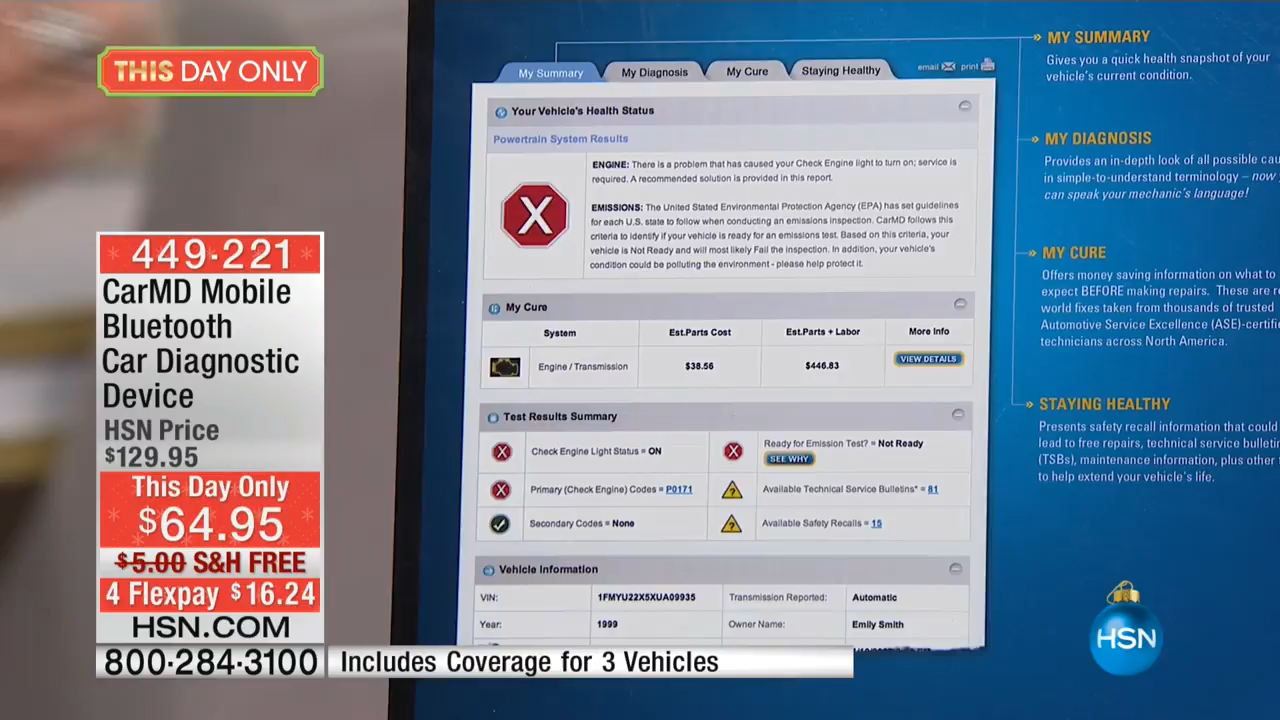 THIS DAY ONLY
449·221
CarMD Mobile
Bluetooth
Car Diagnostic
Device
HSN Price
$129.95
This Day Only
$64.95
$5.00 S&H FREE
4 Flexpay $16.24
HSN.COM
800·284·3100
Includes Coverage for 3 Vehicles
My Summary
My Diagnosis
My Cure
Staying Healthy
email
print
Your Vehicle's Health Status
Powertrain System Results
X
ENGINE: There is a problem that has caused your Check Engine light to turn on; service is
required. A recommended solution is provided in this report.
EMISSIONS: The United Stated Environmental Protection Agency (EPA) has set guidelines
for each U.S. state to follow when conducting an emissions inspection. CarMD follows this
criteria to identify if your vehicle is ready for an emissions test. Based on this criteria, your
vehicle is Not Ready and will most likely Fail the inspection. In addition, your vehicle's
condition could be polluting the environment - please help protect it.
My Cure
System
Est.Parts Cost
Est.Parts + Labor
More Info
Engine / Transmission
$38.56
$446.83
VIEW DETAILS
Test Results Summary
Check Engine Light Status = ON
Ready for Emission Test? = Not Ready
SEE WHY
Primary (Check Engine) Codes = P0171
Available Technical Service Bulletins* = 81
Secondary Codes = None
Available Safety Recalls = 15
Vehicle Information
VIN:
1FMYU22X5XUA09935
Transmission Reported:
Automatic
Year:
1999
Owner Name:
Emily Smith
MY SUMMARY
Gives you a quick health snapshot of your
vehicle's current condition.
MY DIAGNOSIS
Provides an in-depth look of all possible
in simple-to-understand terminology – now
can speak your mechanic's language!
MY CURE
Offers money saving information on what to
expect BEFORE making repairs. These are
world fixes taken from thousands of trusted
Automotive Service Excellence (ASE)-certifi
technicians across North America.
STAYING HEALTHY
Presents safety recall information that could
lead to free repairs, technical service bulletin
(TSBs), maintenance information, plus other
to help extend your vehicle's life.
HSN